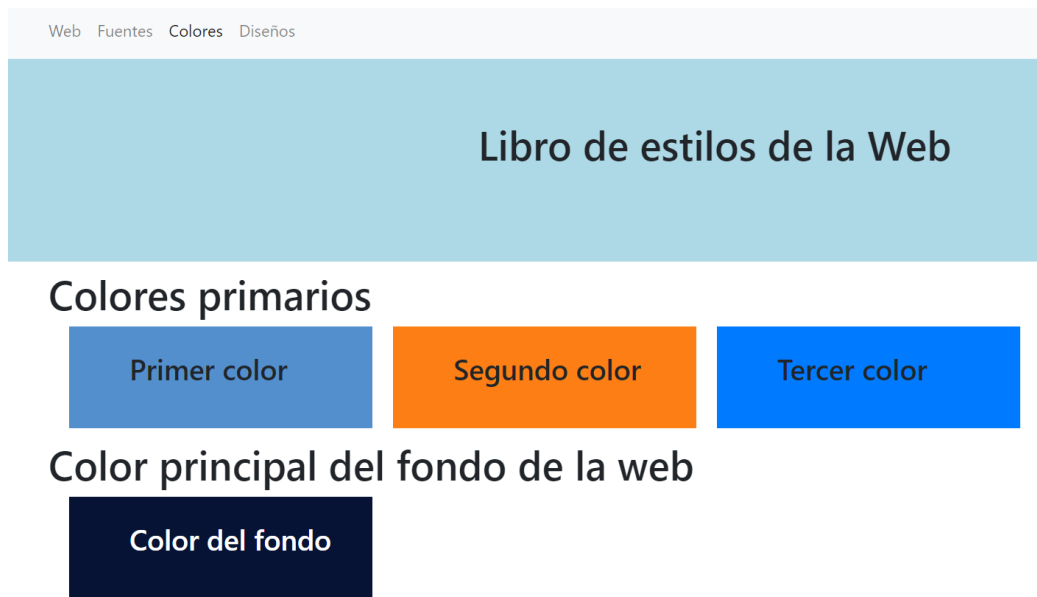 Web Fuentes Colores Diseños
Libro de estilos de la Web
Colores primarios
Primer color Segundo color Tercer color
Color principal del fondo de la web
Color del fondo